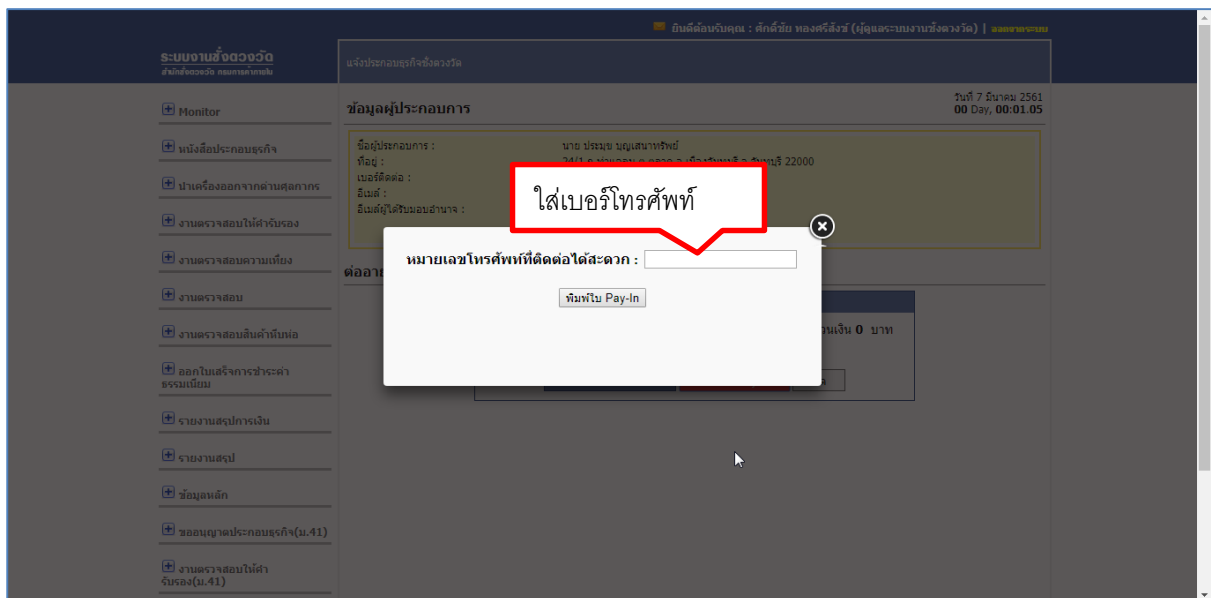 ยินดีต้อนรับคุณ : ศักดิ์ชัย ทองศรีสังข์ (ผู้ดูแลระบบงานชั่งตวงวัด) | ออกจากระบบ
ระบบงานชั่งตวงวัด
สำนักชั่งตวงวัด กรมการค้าภายใน
แจ้งประกอบธุรกิจชั่งตวงวัด
Monitor
หนังสือประกอบธุรกิจ
นำเครื่องออกจากด่านศุลกากร
งานตรวจสอบให้คำรับรอง
งานตรวจสอบความเที่ยง
งานตรวจสอบ
งานตรวจสอบสินค้าหีบห่อ
ออกใบเสร็จการชำระค่า
ธรรมเนียม
รายงานสรุปการเงิน
รายงานสรุป
ข้อมูลหลัก
ขออนุญาตประกอบธุรกิจ(ม.41)
งานตรวจสอบให้คำ
รับรอง(ม.41)
ข้อมูลผู้ประกอบการ
วันที่ 7 มีนาคม 2561
00 Day, 00:01.05
ชื่อผู้ประกอบการ : นาย ประมุข บุญเสนาทรัพย์
ที่อยู่ : 24/1 จันทบุรี 22000
เบอร์ติดต่อ :
อีเมล์ :
อีเมล์ผู้ได้รับมอบอำนาจ :
ใส่เบอร์โทรศัพท์
หมายเลขโทรศัพท์ที่ติดต่อได้สะดวก :
พิมพ์ใบ Pay-In
ต่ออาย
วนเงิน 0 บาท